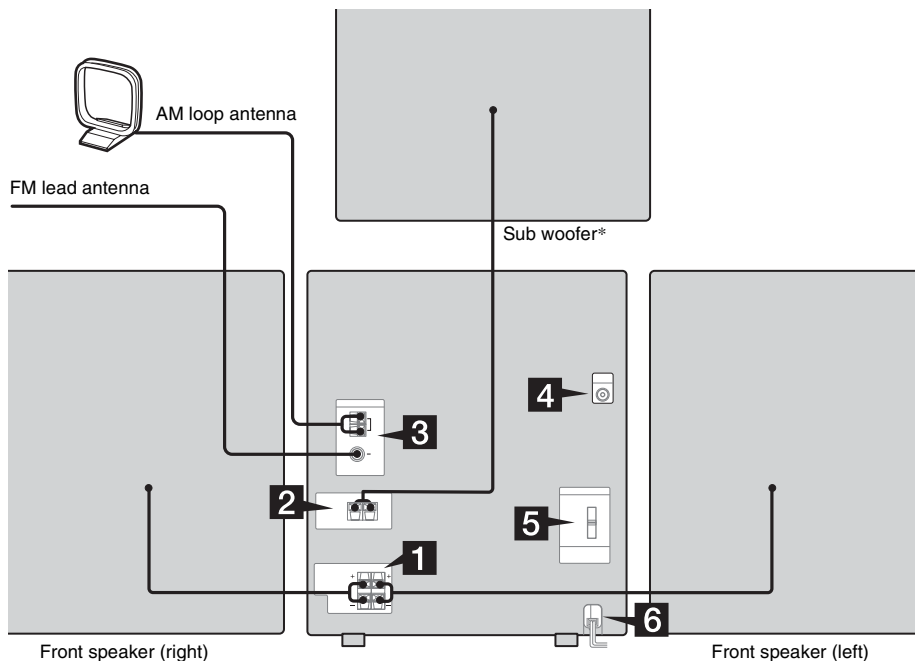 AM loop antenna
FM lead antenna
Sub woofer*
4
3
2
5
1
+ +
– –
6
Front speaker (right)
Front speaker (left)